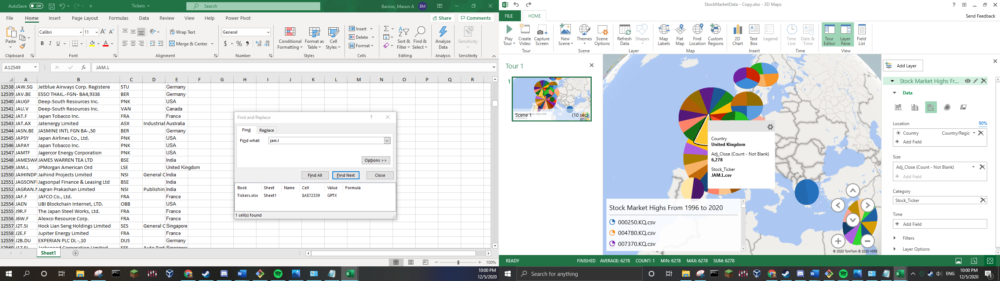 AutoSave Off Tickers Search Barrios, Mason A BM
File Home Insert Page Layout Formulas Data Review View Help Power Pivot Share Comments
Paste Calibri 11 Wrap Text General Insert
B I U Merge & Center $ % Conditional Formatting Format as Table Cell Styles Delete Format Sort & Filter Find & Select Analyze Data Sensitivity
Clipboard Font Alignment Number Styles Cells Editing Analysis Sensitivity
A12549 fx JAM.L
A B C D E F G H I J K L M N O P Q R
12538 JAW.SG Jetblue Airways Corp. Registere STU Germany
12539 JAV.BE ESSO THAIL.-FGN- BA4,9338 BER Germany
12540 JAUGF Deep-South Resources Inc. PNK USA
12541 JAU.V Deep-South Resources Inc. VAN Canada
12542 JAT.F Japan Tobacco Inc. FRA France
12543 JAT.AX Jatenergy Limited ASX Industrial Australia
12544 JASN.BE JASMINE INTL FGN BA-,50 BER Germany
12545 JAPSY Japan Airlines Co., Ltd. PNK USA
12546 JAPAY Japan Tobacco Inc. PNK USA
12547 JAMTF Jagercor Energy Corporation PNK USA
12548 JAMESWA JAMES WARREN TEA LTD BSE India
12549 JAM.L JPMorgan American Ord LSE United Kingdom
12550 JAIHINDP Jaihind Projects Limited NSI General C India
12551 JAGSONFI Jagsonpal Finance & Leasing Ltd BSE India
12552 JAGRAN.N Jagran Prakashan Limited NSI Publishing India
12553 JAF.F JAFCO Co., Ltd. FRA France
12554 JAEN UBI Blockchain Internet, LTD. OBB USA
12555 J9R.F The Japan Steel Works, Ltd. FRA France
12556 J6W.F Alexco Resource Corp. FRA France
12557 J2T.SI Hock Lian Seng Holdings Limited SES General C Singapore
12558 J2E.F Jupiter Energy Limited FRA France
12559 J2B.DU EXPERIAN PLC DL -,10 DUS Germany
12560 J17.SI Jackspeed Corporation Limited SES Auto Part Singapore
Find and Replace ?
Find Replace
Find what: jam.l
Options >>
Find All Find Next Close
Book Sheet Name Cell Value Formula
Tickers.xlsx Sheet1 $A$72339 GPTX
1 cell(s) found
Sheet1
100%
10:00 PM
12/5/2020
StockMarketData - Copy.xlsx - 3D Maps
FILE HOME Send Feedback
Play Tour Create Video Capture Screen New Scene Themes Scene Options Refresh Data Shapes Map Labels Flat Map Find Location Custom Regions 2D Chart Text Box Legend Time Line Date & Time Tour Editor Layer Pane Field List
Tour Scene Layer Map Insert Time View
Tour 1
1
Scene 1 (10 sec)
Country
United Kingdom
Adj_Close (Count - Not Blank)
6,278
Stock_Ticker
JAM.L.csv
Stock Market Highs From 1996 to 2020
000250.KQ.csv
004780.KQ.csv
007370.KQ.csv
© 2020 TomTom © 2020 HERE
Add Layer
Stock Market Highs Fr...
Data
Location 90%
Country Country/Regic
Add Field
Size
Adj_Close (Count - Not Blank)
Add Field
Category
Stock_Ticker
Time
Add Field
Filters
Layer Options
READY FINISHED AVERAGE: 6278 COUNT: 1 MIN: 6278 MAX: 6278 SUM: 6278
Search for anything
ENG
10:00 PM
12/5/2020
1